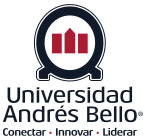 Universidad
Andrés Bello®
Conectar · Innovar · Liderar